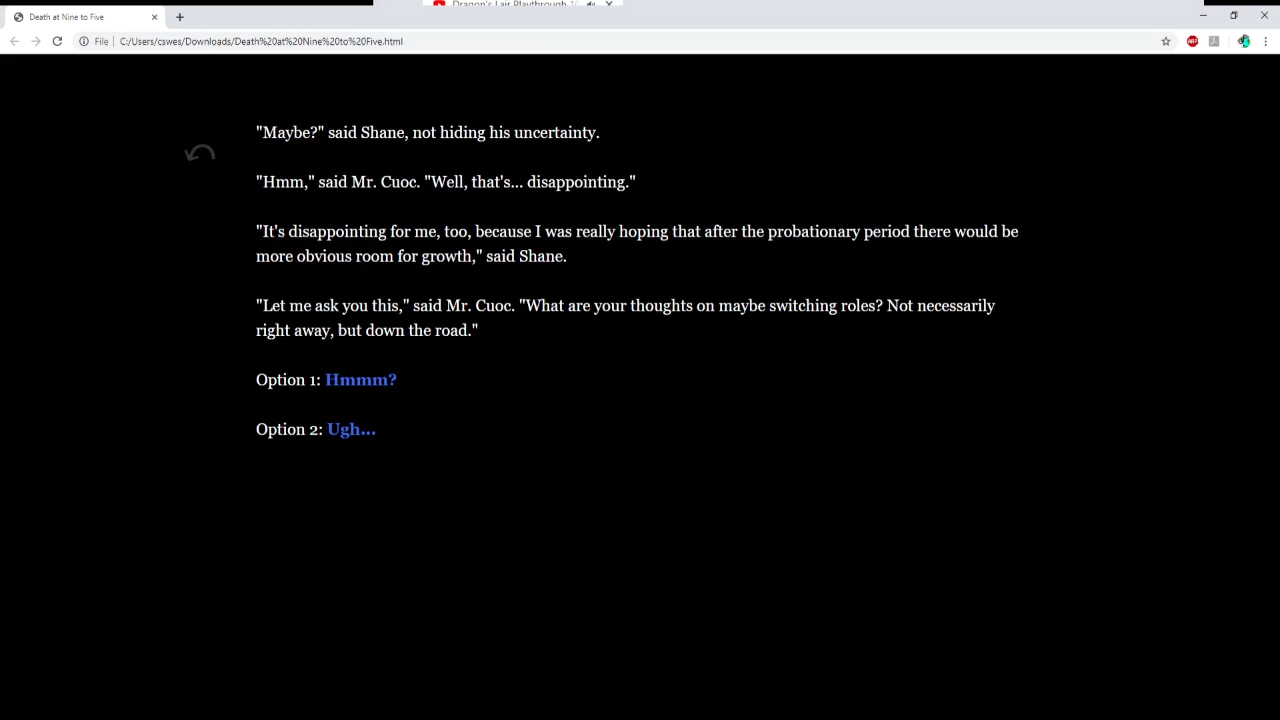 Dragon's Lair Playthrough
Death at Nine to Five
File
C:/Users/cswes/Downloads/Death%20at%20Nine%20to%20Five.html
ABP
"Maybe?" said Shane, not hiding his uncertainty.
"Hmm," said Mr. Cuoc. "Well, that's... disappointing."
"It's disappointing for me, too, because I was really hoping that after the probationary period there would be
more obvious room for growth," said Shane.
"Let me ask you this," said Mr. Cuoc. "What are your thoughts on maybe switching roles? Not necessarily
right away, but down the road."
Option 1: Hmmm?
Option 2: Ugh...